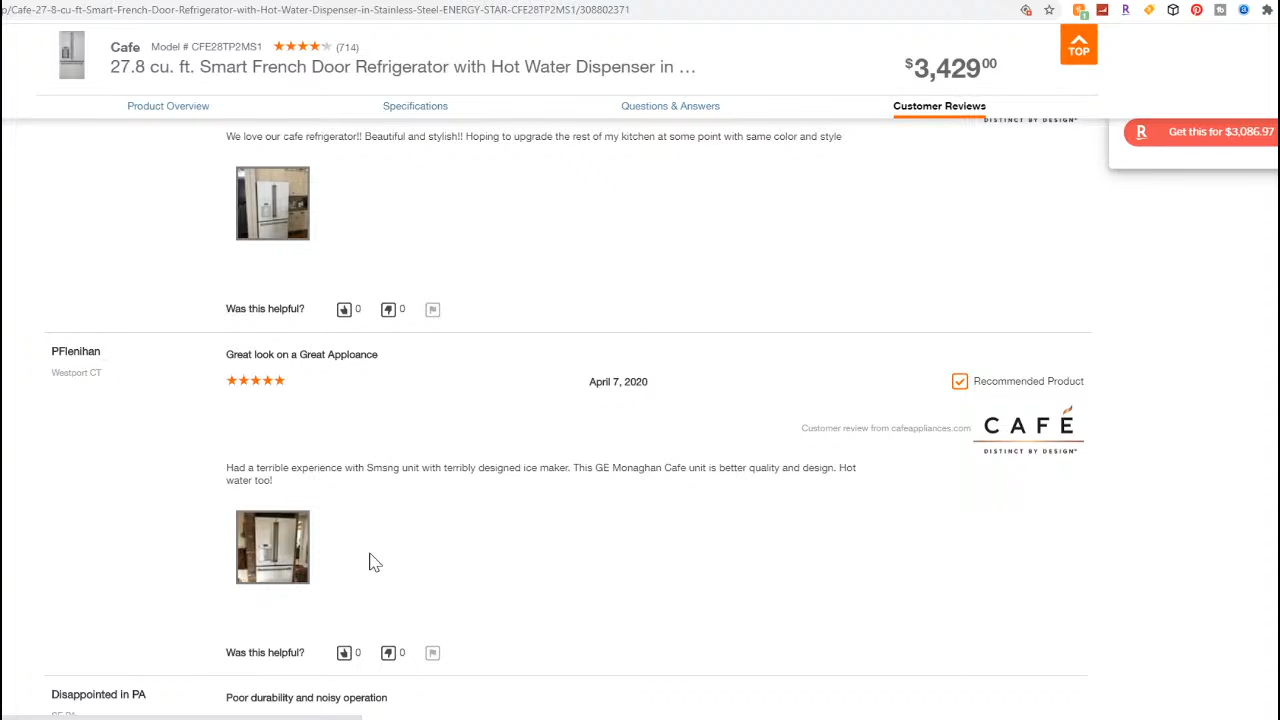 p/Cafe-27-8-cu-ft-Smart-French-Door-Refrigerator-with-Hot-Water-Dispenser-in-Stainless-Steel-ENERGY-STAR-CFE28TP2MS1/308802371
Cafe Model # CFE28TP2MS1 (714)
27.8 cu. ft. Smart French Door Refrigerator with Hot Water Dispenser in …
$3,429.00
TOP
Product Overview Specifications Questions & Answers Customer Reviews
DISTINCT BY DESIGN
Get this for $3,086.97
We love our cafe refrigerator!! Beautiful and stylish!! Hoping to upgrade the rest of my kitchen at some point with same color and style
Was this helpful? 0 0
PFlenihan
Westport CT
Great look on a Great Apploance
April 7, 2020
Recommended Product
Customer review from cafeappliances.com
CAFÉ
DISTINCT BY DESIGN
Had a terrible experience with Smsng unit with terribly designed ice maker. This GE Monaghan Cafe unit is better quality and design. Hot
water too!
Was this helpful? 0 0
Disappointed in PA
Poor durability and noisy operation